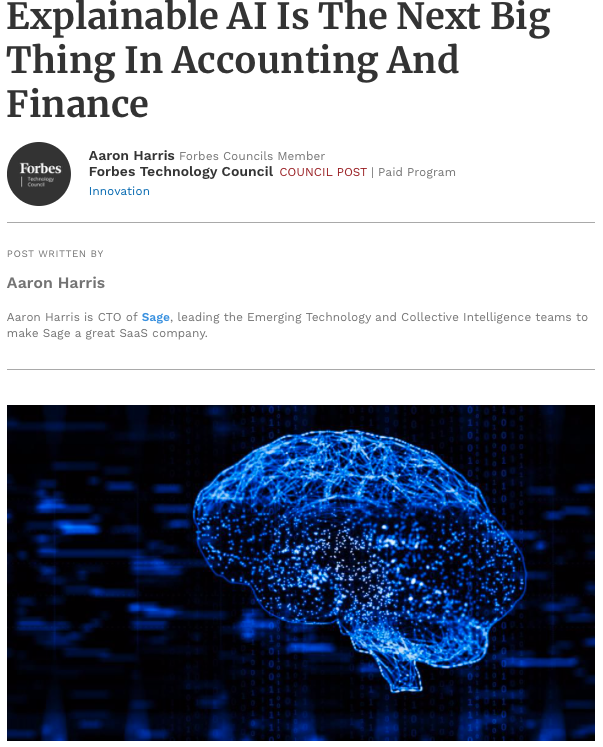 Explainable AI Is The Next Big
Thing In Accounting And
Finance
Forbes
Technology
Council
Aaron Harris Forbes Councils Member
Forbes Technology Council COUNCIL POST | Paid Program
Innovation
POST WRITTEN BY
Aaron Harris
Aaron Harris is CTO of Sage, leading the Emerging Technology and Collective Intelligence teams to
make Sage a great SaaS company.